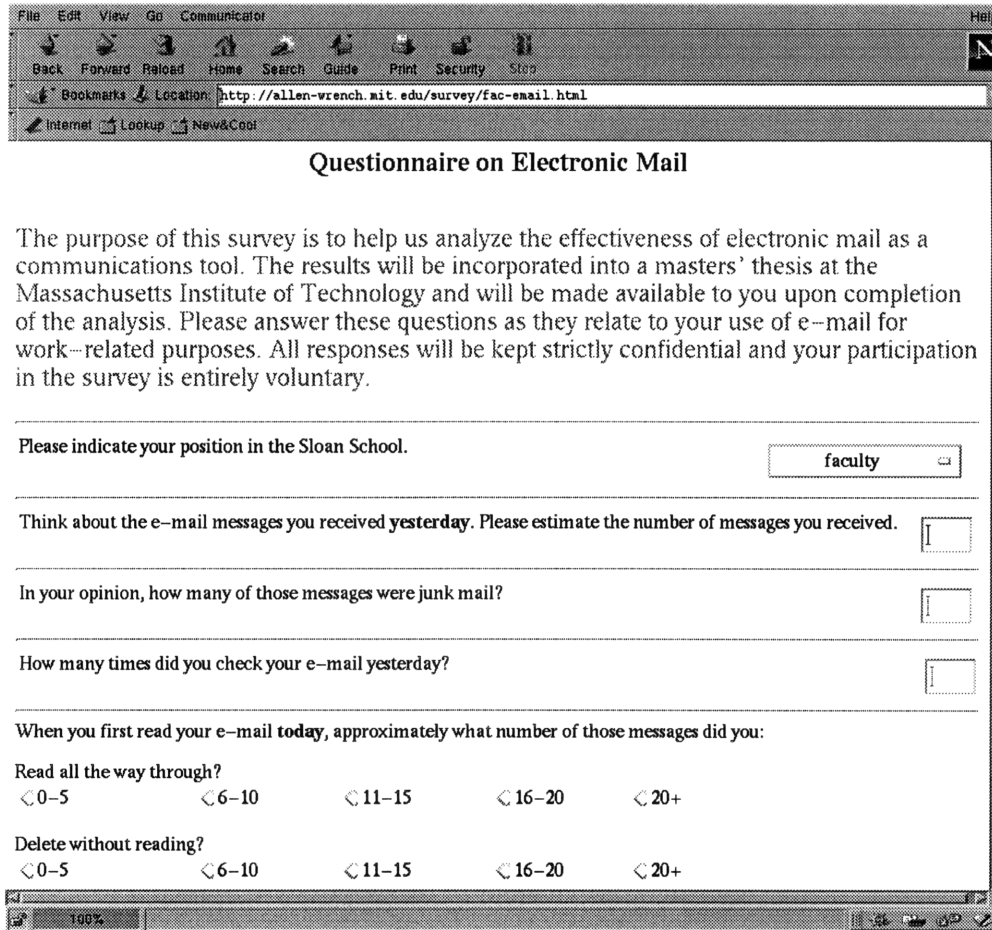 File Edit View Go Communicator Hel
Back Forward Reload Home Search Guide Print Security Stop
N
Bookmarks Location: http://allen-wrench.mit.edu/survey/fac-email.html
Internet Lookup New&Cool
Questionnaire on Electronic Mail
The purpose of this survey is to help us analyze the effectiveness of electronic mail as a
communications tool. The results will be incorporated into a masters' thesis at the
Massachusetts Institute of Technology and will be made available to you upon completion
of the analysis. Please answer these questions as they relate to your use of e-mail for
work-related purposes. All responses will be kept strictly confidential and your participation
in the survey is entirely voluntary.
Please indicate your position in the Sloan School.
faculty
Think about the e-mail messages you received yesterday. Please estimate the number of messages you received.
In your opinion, how many of those messages were junk mail?
How many times did you check your e-mail yesterday?
When you first read your e-mail today, approximately what number of those messages did you:
Read all the way through?
0-5 6-10 11-15 16-20 20+
Delete without reading?
0-5 6-10 11-15 16-20 20+
100%